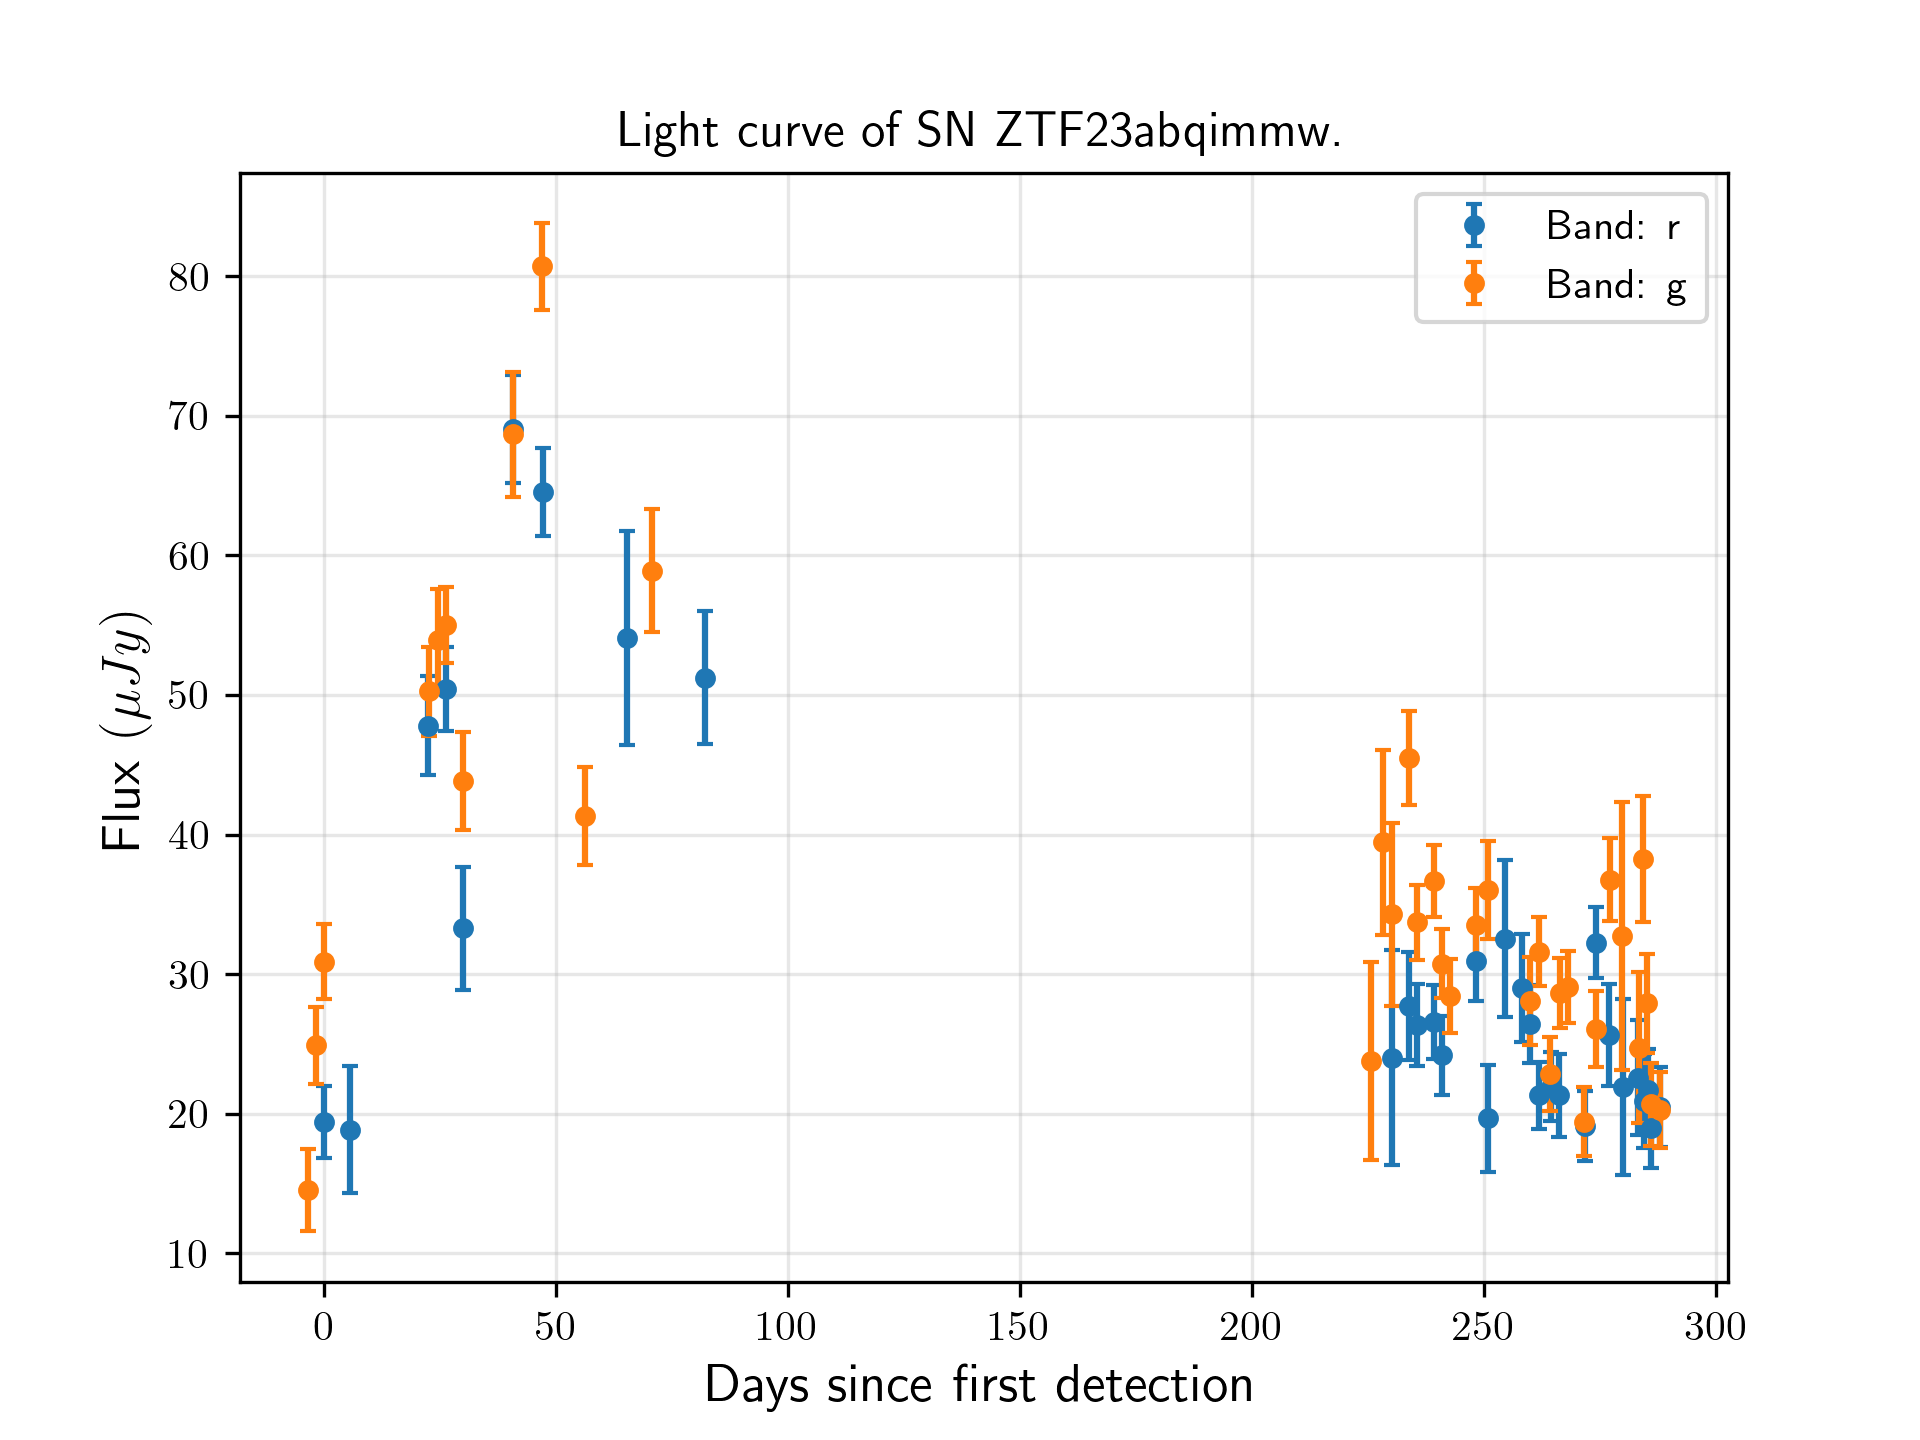 Light curve of SN ZTF23abqimmw.
Band: r
Band: g
Flux (μJy)
80
70
60
50
40
30
20
10
0 50 100 150 200 250 300
Days since first detection